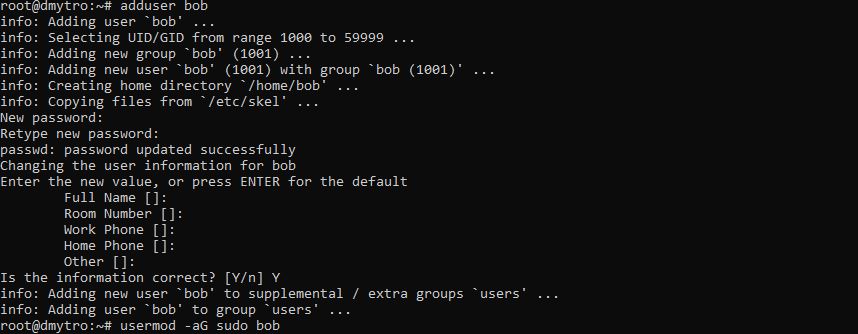 root@dmytro:~# adduser bob
info: Adding user `bob' ...
info: Selecting UID/GID from range 1000 to 59999 ...
info: Adding new group `bob' (1001) ...
info: Adding new user `bob' (1001) with group `bob (1001)' ...
info: Creating home directory `/home/bob' ...
info: Copying files from `/etc/skel' ...
New password:
Retype new password:
passwd: password updated successfully
Changing the user information for bob
Enter the new value, or press ENTER for the default
        Full Name []:
        Room Number []:
        Work Phone []:
        Home Phone []:
        Other []:
Is the information correct? [Y/n] Y
info: Adding new user `bob' to supplemental / extra groups `users' ...
info: Adding user `bob' to group `users' ...
root@dmytro:~# usermod -aG sudo bob